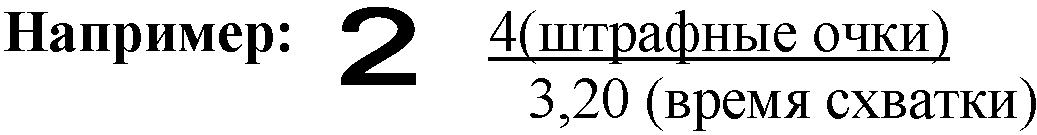 Например: 2 4(штрафные очки)
3,20 (время схватки)